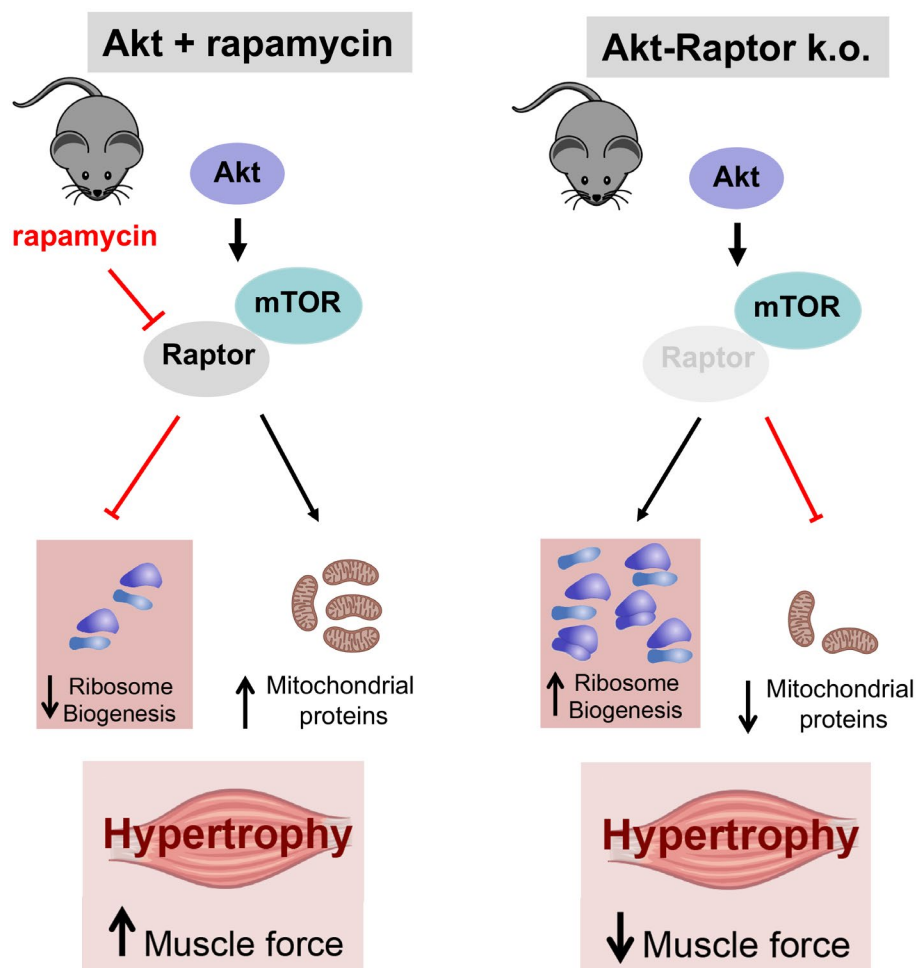 Akt + rapamycin
Akt
rapamycin
mTOR
Raptor
Ribosome
Biogenesis
Mitochondrial
proteins
Hypertrophy
Muscle force
Akt-Raptor k.o.
Akt
mTOR
Raptor
Ribosome
Biogenesis
Mitochondrial
proteins
Hypertrophy
Muscle force